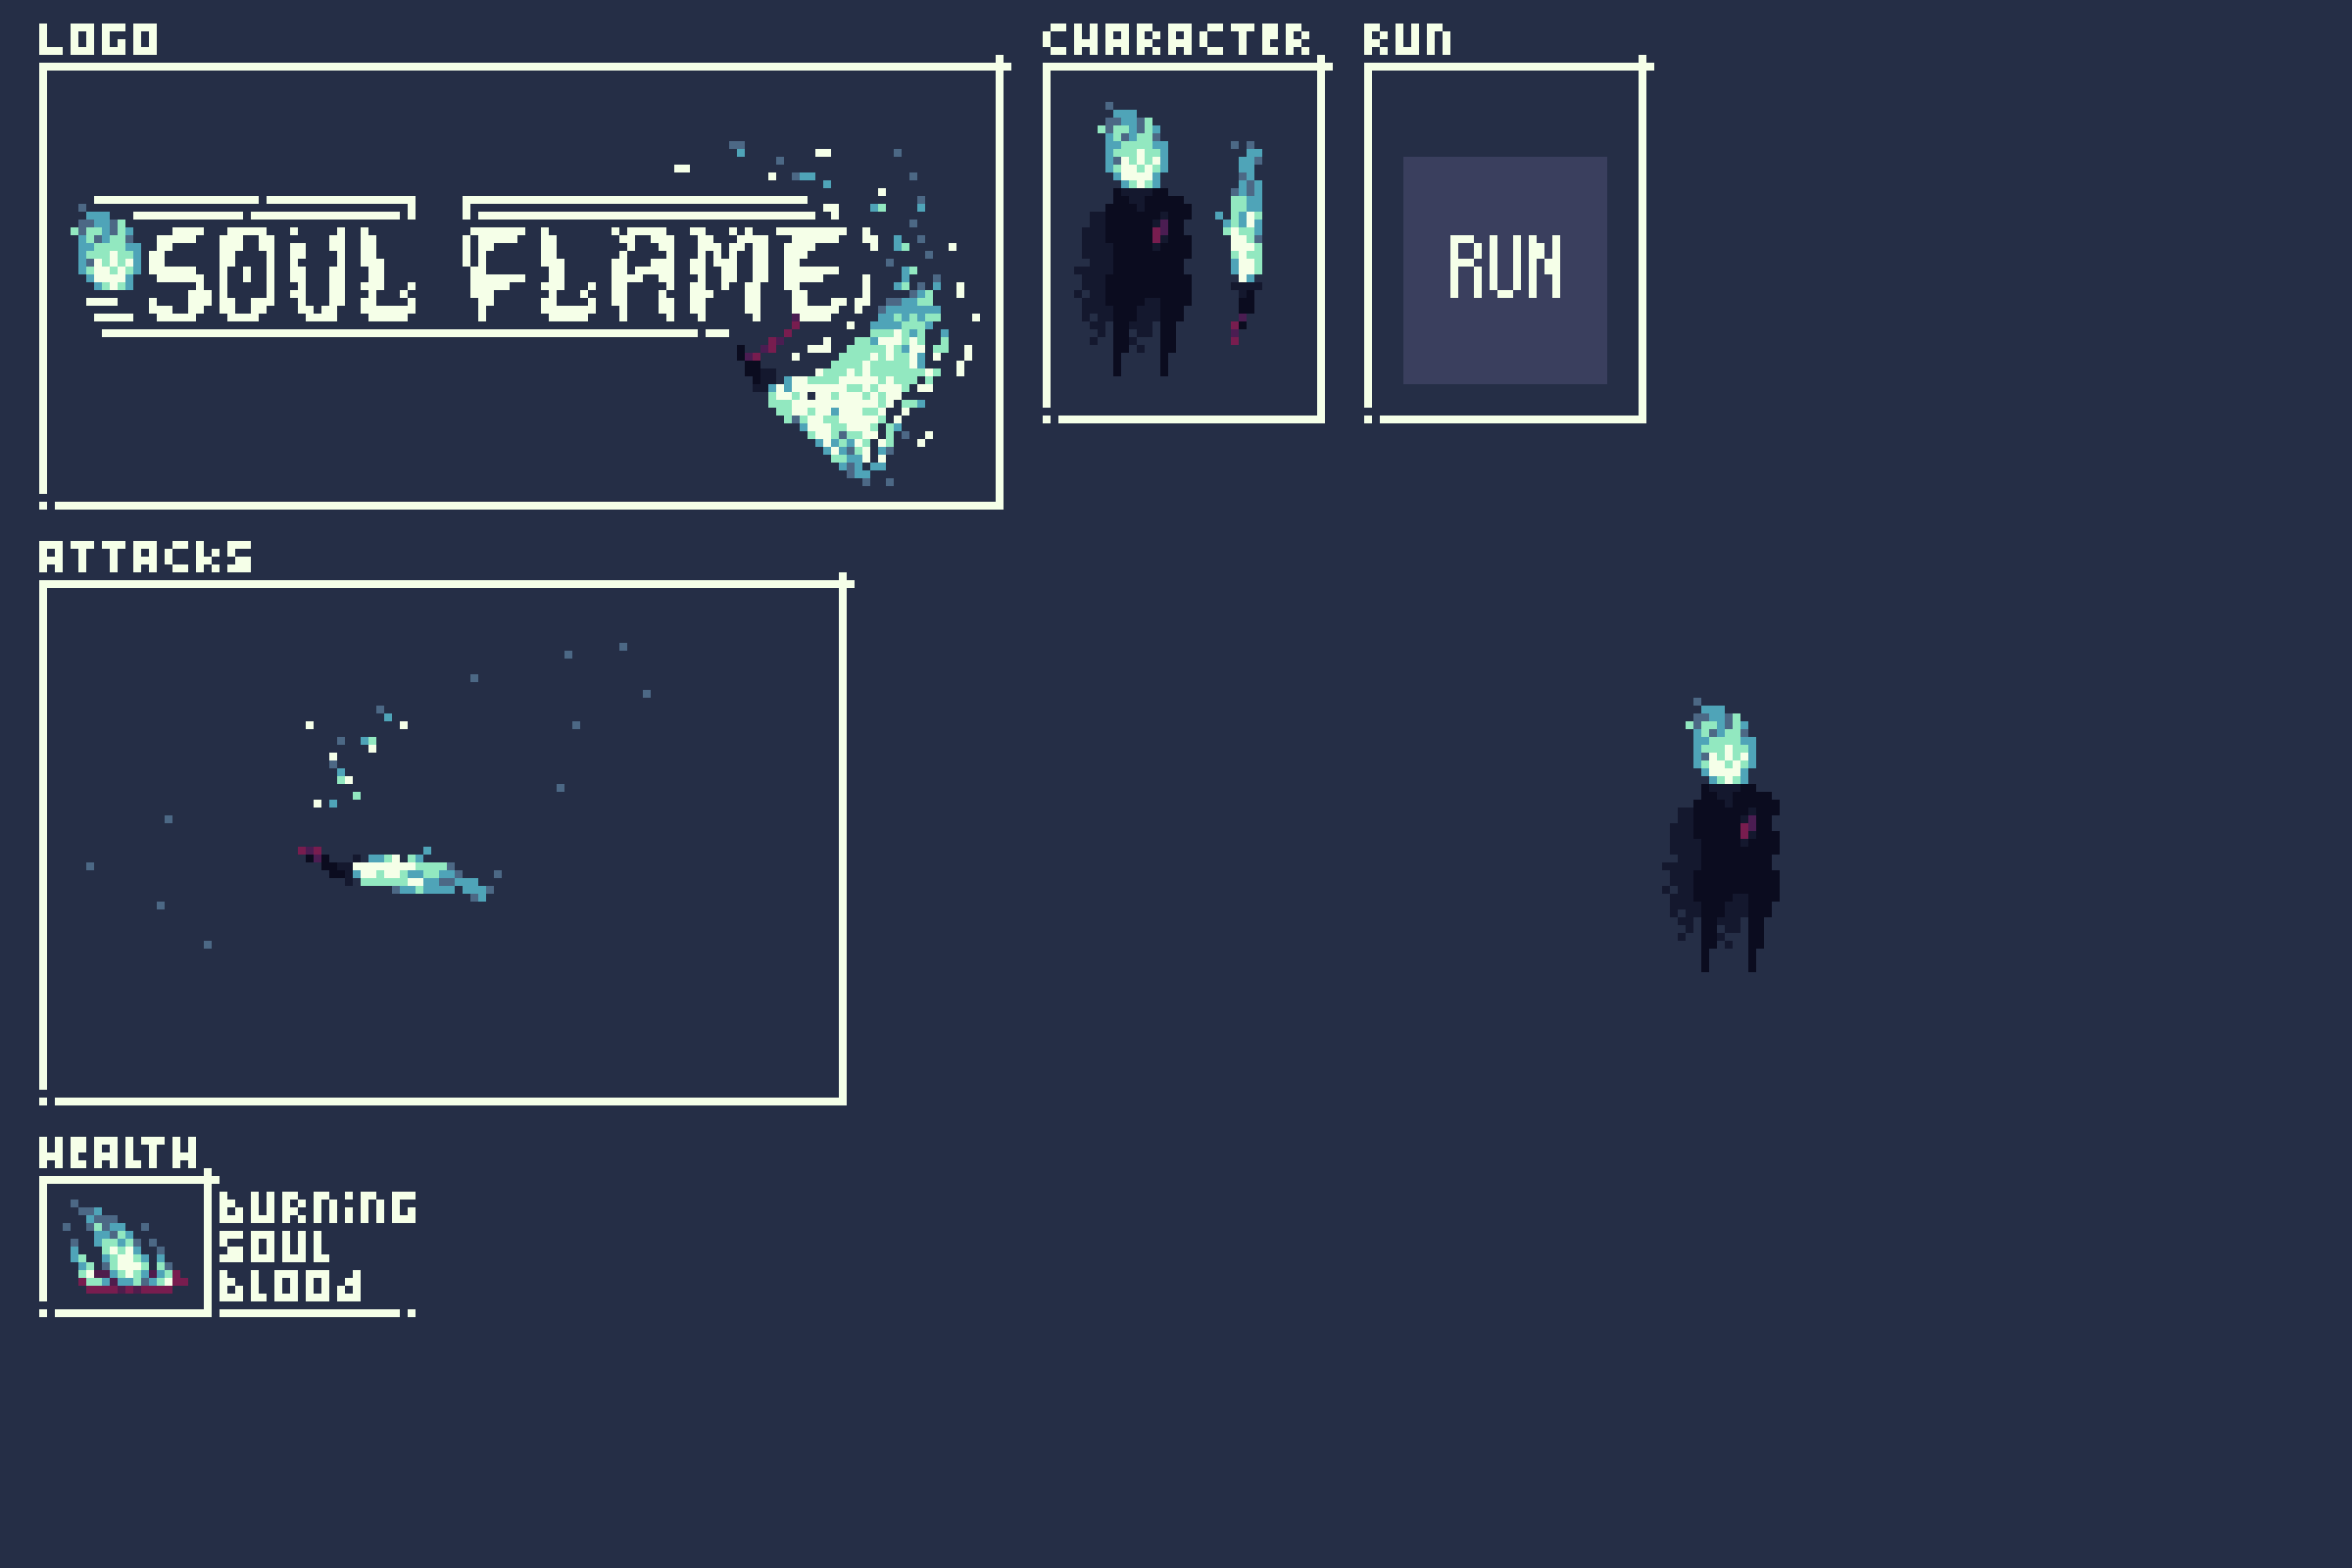 LOGO
CHARACTER
RUN
SOUL FLAME
RUN
ATTACKS
HEALTH
BURNiNG
SOUL
bLOOd